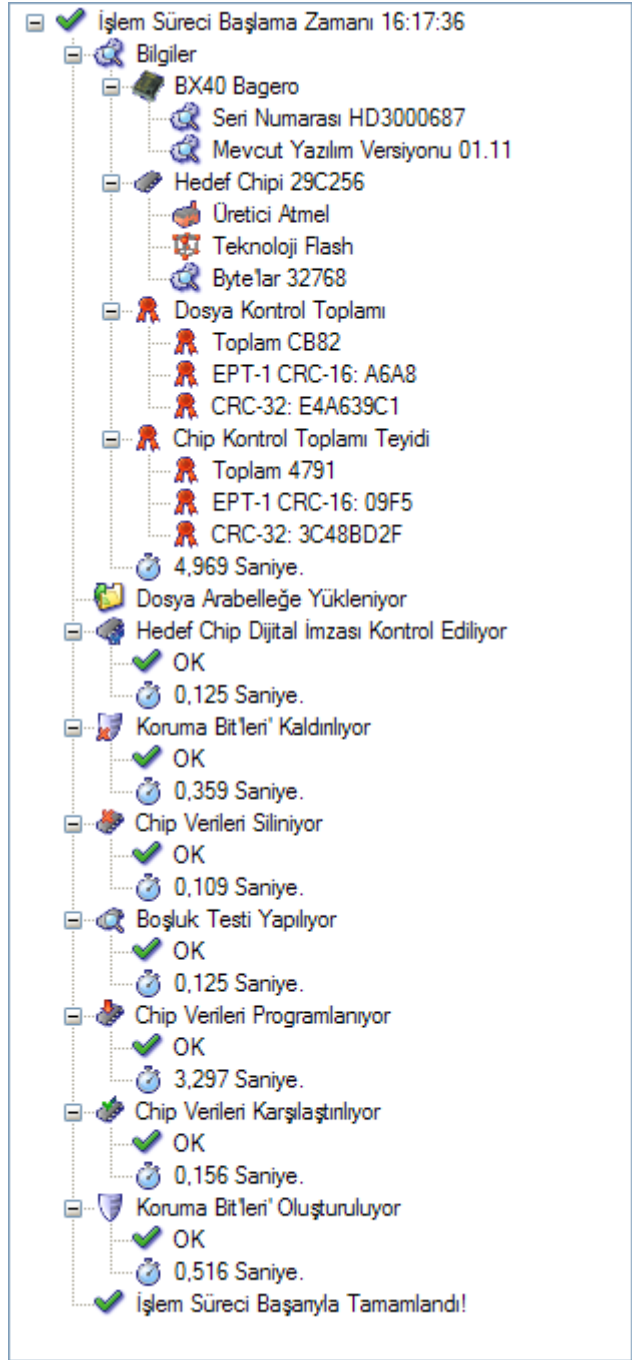 İşlem Süreci Başlama Zamanı 16:17:36
Bilgiler
BX40 Bagero
Seri Numarası HD3000687
Mevcut Yazılım Versiyonu 01.11
Hedef Chipi 29C256
Üretici Atmel
Teknoloji Flash
Byte'lar 32768
Dosya Kontrol Toplamı
Toplam CB82
EPT-1 CRC-16: A6A8
CRC-32: E4A639C1
Chip Kontrol Toplamı Teyidi
Toplam 4791
EPT-1 CRC-16: 09F5
CRC-32: 3C48BD2F
4,969 Saniye.
Dosya Arabelleğe Yükleniyor
Hedef Chip Dijital İmzası Kontrol Ediliyor
OK
0,125 Saniye.
Koruma Bit'leri' Kaldırılıyor
OK
0,359 Saniye.
Chip Verileri Siliniyor
OK
0,109 Saniye.
Boşluk Testi Yapılıyor
OK
0,125 Saniye.
Chip Verileri Programlanıyor
OK
3,297 Saniye.
Chip Verileri Karşılaştırılıyor
OK
0,156 Saniye.
Koruma Bit'leri' Oluşturuluyor
OK
0,516 Saniye.
İşlem Süreci Başarıyla Tamamlandı!